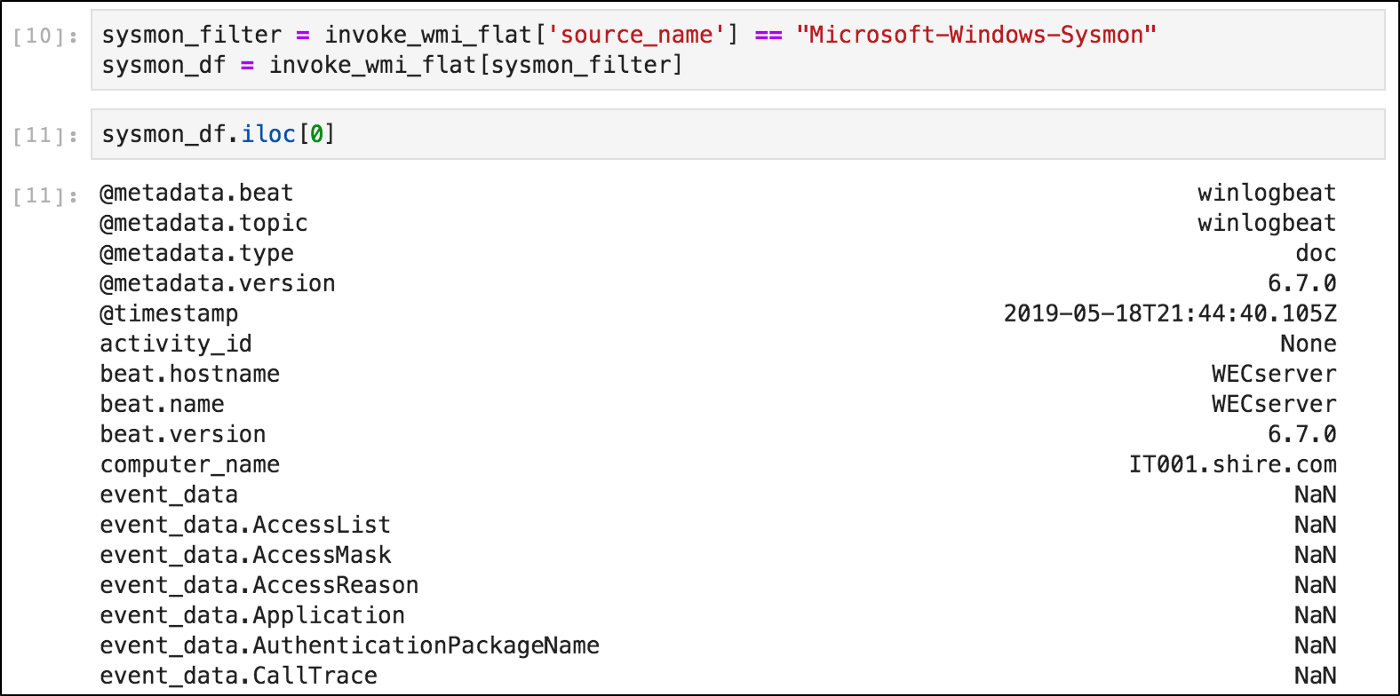 [10]: sysmon_filter = invoke_wmi_flat['source_name'] == "Microsoft-Windows-Sysmon"
sysmon_df = invoke_wmi_flat[sysmon_filter]
[11]: sysmon_df.iloc[0]
[11]: @metadata.beat winlogbeat
@metadata.topic winlogbeat
@metadata.type doc
@metadata.version 6.7.0
@timestamp 2019-05-18T21:44:40.105Z
activity_id None
beat.hostname WECserver
beat.name WECserver
beat.version 6.7.0
computer_name IT001.shire.com
event_data NaN
event_data.AccessList NaN
event_data.AccessMask NaN
event_data.AccessReason NaN
event_data.Application NaN
event_data.AuthenticationPackageName NaN
event_data.CallTrace NaN